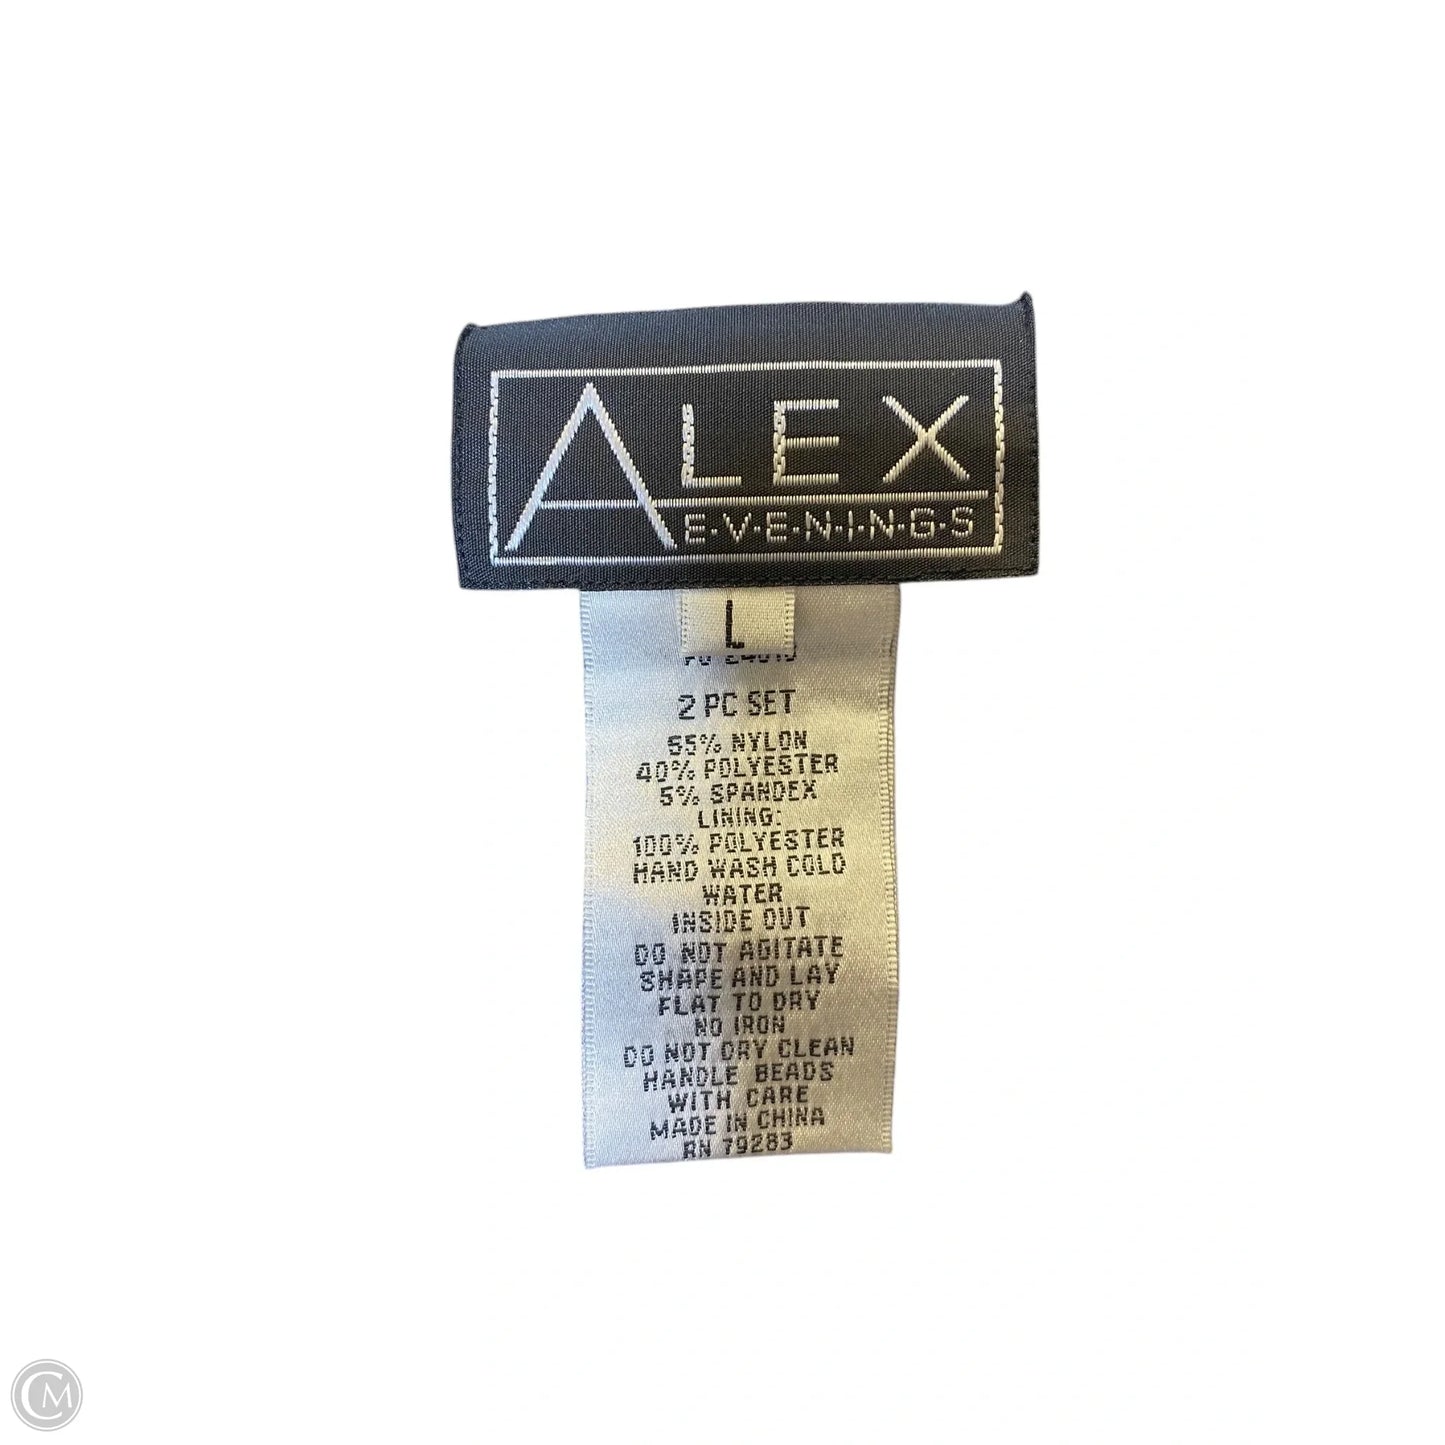 ALEX
E·V·E·N·I·N·G·S
L
2 PC SET
55% NYLON
40% POLYESTER
5% SPANDEX
LINING:
100% POLYESTER
HAND WASH COLD
WATER
INSIDE OUT
DO NOT AGITATE
SHAPE AND LAY
FLAT TO DRY
NO IRON
DO NOT DRY CLEAN
HANDLE BEADS
WITH CARE
MADE IN CHINA
RN 79283
CM